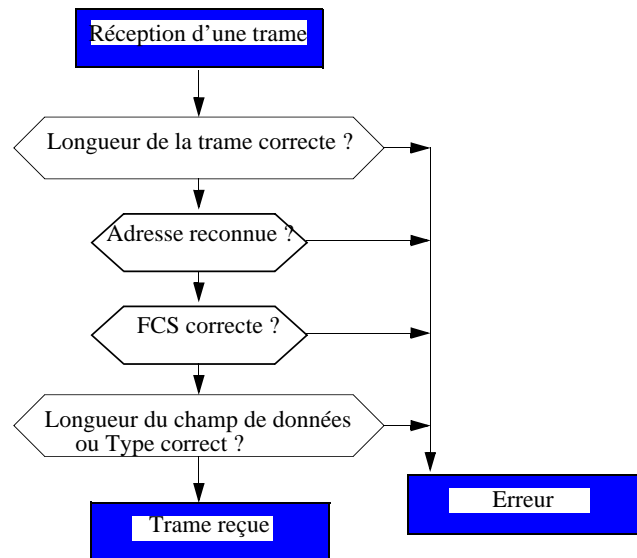 Réception d’une trame
Longueur de la trame correcte ?
Adresse reconnue ?
FCS correcte ?
Longueur du champ de données
ou Type correct ?
Erreur
Trame reçue